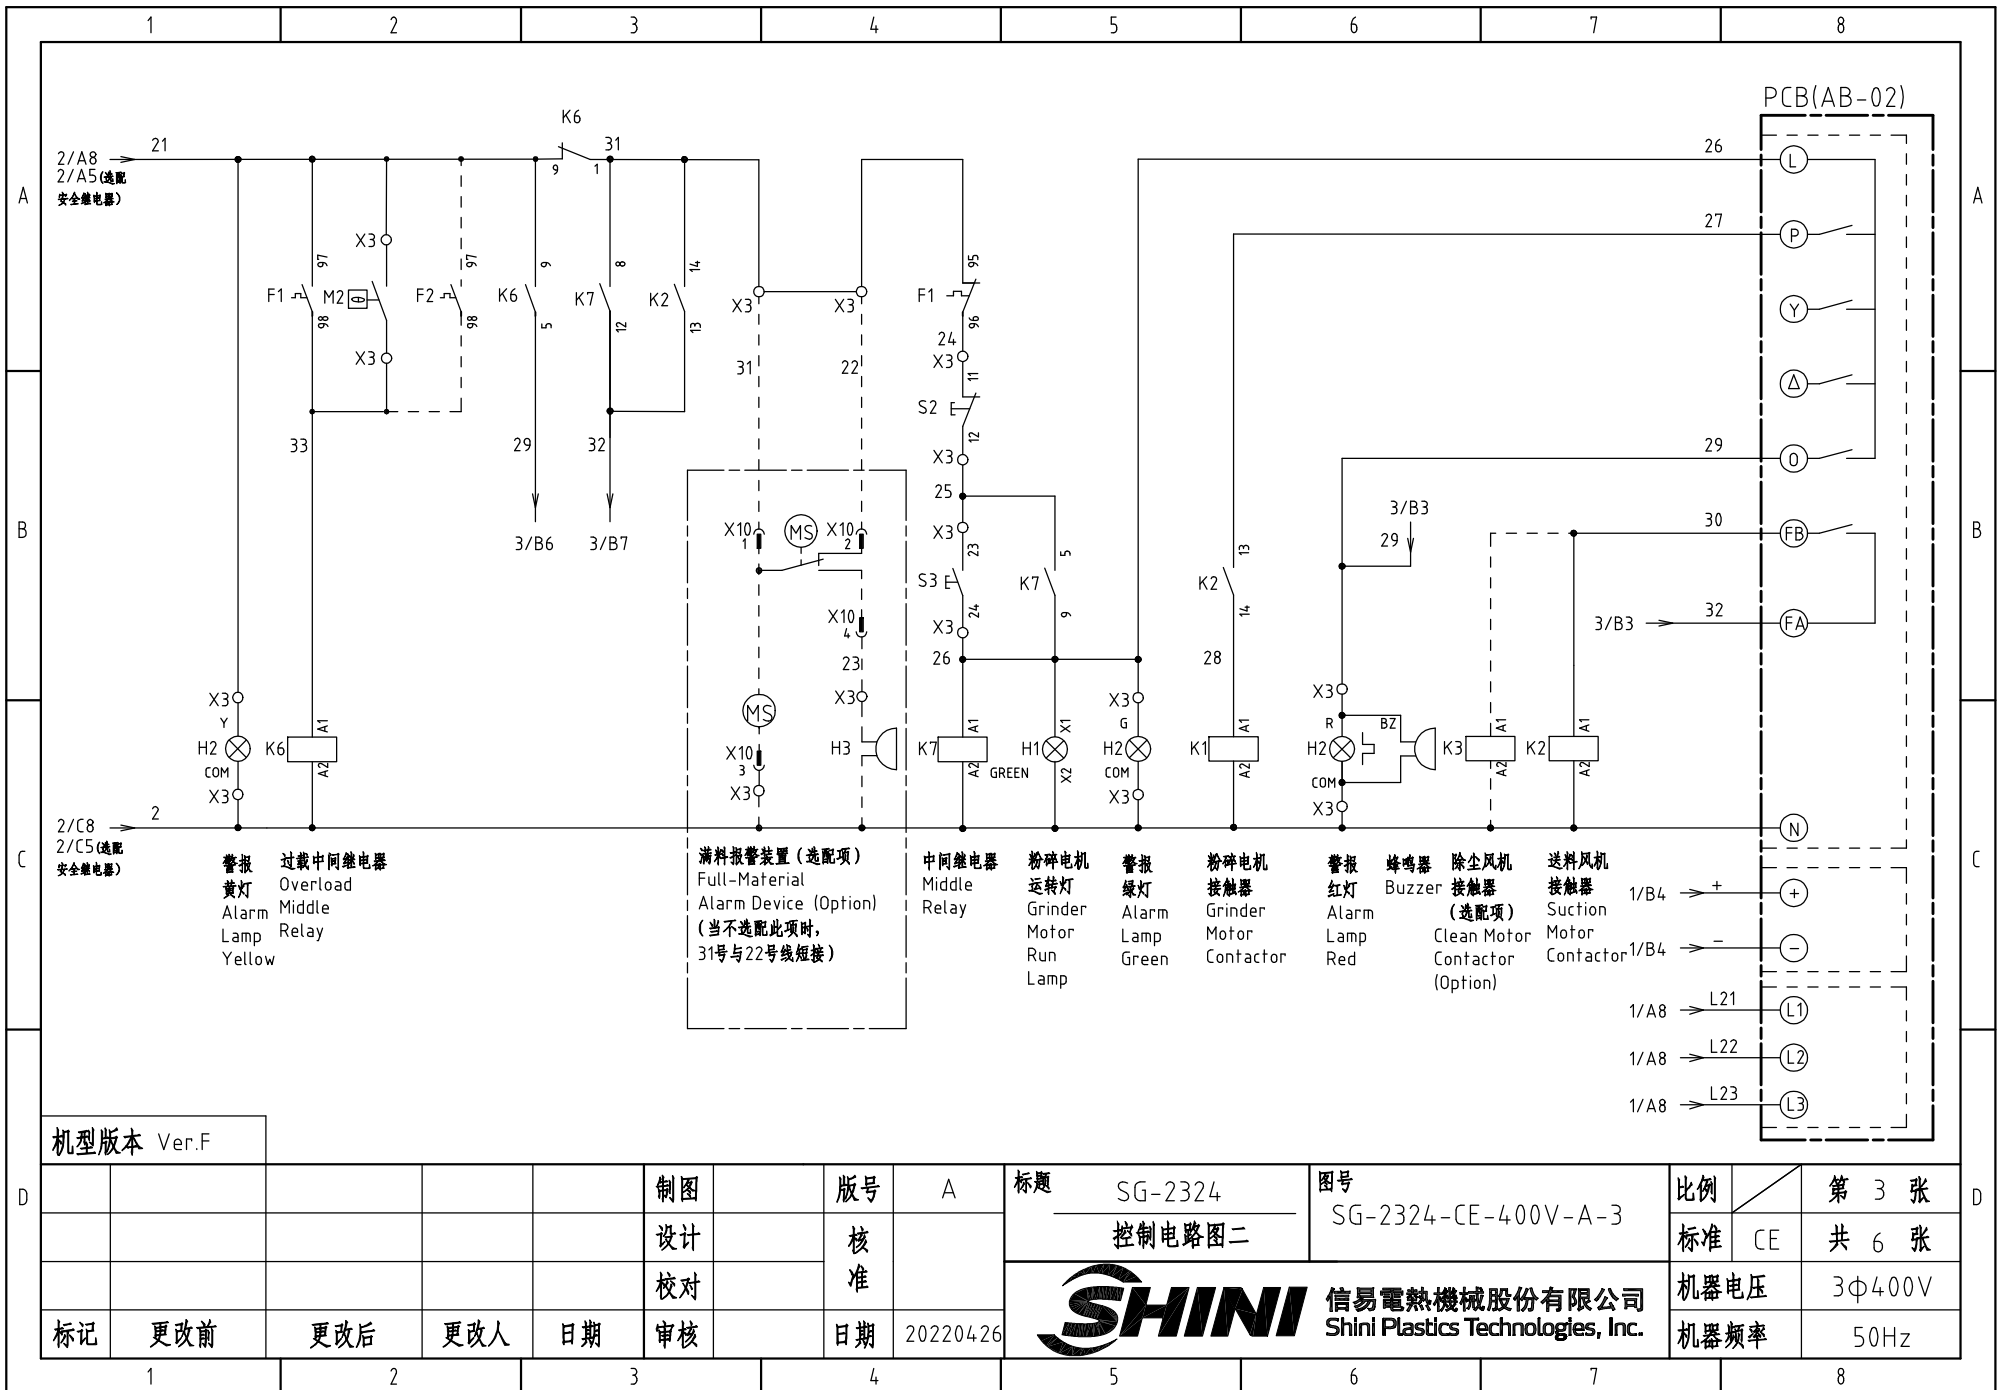 1 2 3 4 5 6 7 8
PCB(AB-02)
K6
2/A8 21 31 26 L
2/A5(选配
安全继电器)
9 1
A A
27 P
X3
97 97 9 8 14 95
F1 M2 F2 K6 K7 K2 X3 X3 F1 Y
98 98 5 12 13 96
24
X3 X3
31 22 11
S2 Δ
12
33 29 32 X3 29 O
25
3/B3
B X10 1 MS X10 2 X3 29 30 FB B
3/B6 3/B7
23 5 13
S3 K7 K2
24 9 14
X10 4 X3 3/B3 32 FA
23 26 28
X3 X3 X3 X3
Y MS G R BZ
H2 K6 A1 A2 H3 K7 A1 A2 H1 X1 X2 H2 K1 A1 A2 H2 K3 A1 A2 K2 A1 A2
COM X10 3 GREEN COM COM
X3 X3 X3 X3
2/C8 2 N
2/C5(选配
安全继电器)
C C
警报
黄灯
Alarm
Lamp
Yellow
过载中间继电器
Overload
Middle
Relay
满料报警装置(选配项)
Full-Material
Alarm Device (Option)
(当不选配此项时,
31号与22号线短接)
中间继电器
Middle
Relay
粉碎电机
运转灯
Grinder
Motor
Run
Lamp
警报
绿灯
Alarm
Lamp
Green
粉碎电机
接触器
Grinder
Motor
Contactor
警报
红灯
Alarm
Lamp
Red
蜂鸣器
Buzzer
除尘风机
接触器
(选配项)
Clean Motor
Contactor
(Option)
送料风机
接触器
Suction
Motor
Contactor
1/B4 + +
1/B4 - -
1/A8 L21 L1
1/A8 L22 L2
1/A8 L23 L3
机型版本 Ver.F
D D
制图 版号 A
设计 核准
校对
标记 更改前 更改后 更改人 日期 审核 日期 20220426
标题 SG-2324
控制电路图二
图号
SG-2324-CE-400V-A-3
SHINI 信易電熱機械股份有限公司
Shini Plastics Technologies, Inc.
比例 第 3 张
标准 CE 共 6 张
机器电压 3Φ400V
机器频率 50Hz
1 2 3 4 5 6 7 8